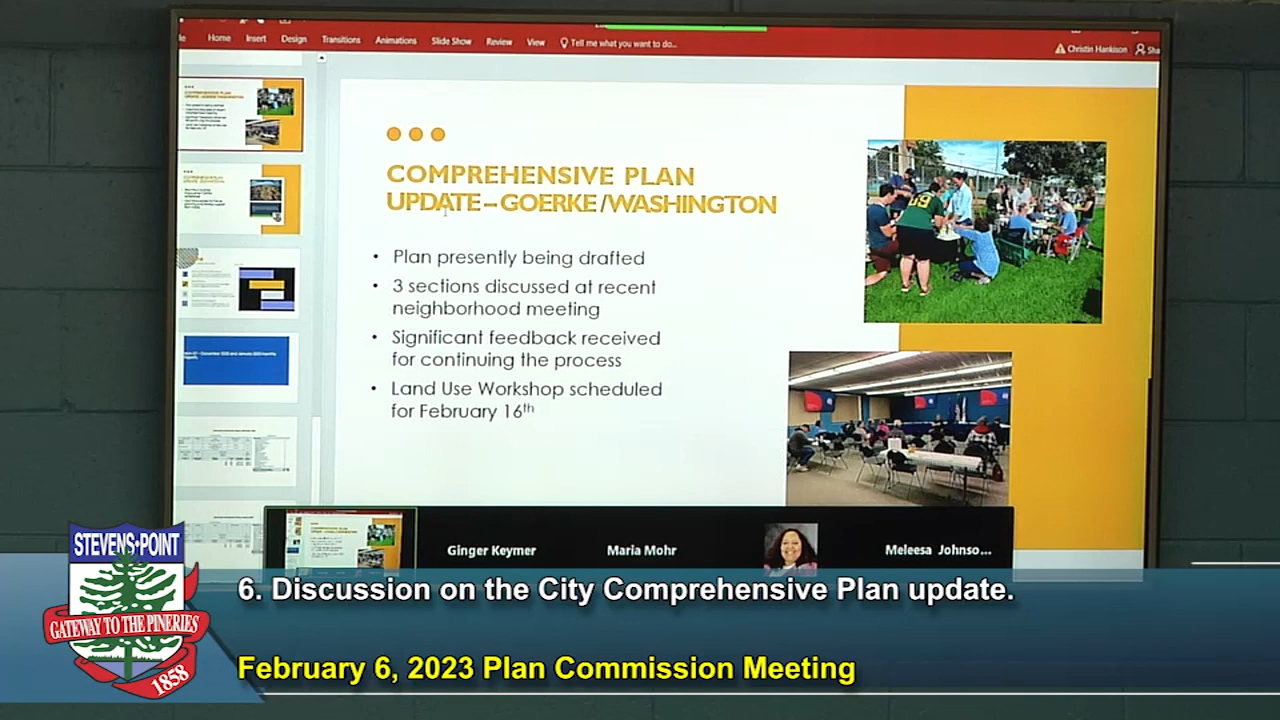 Home Insert Design Transitions Animations Slide Show Review View Tell me what you want to do...
Christin Hankison
Sha
COMPREHENSIVE PLAN
UPDATE – GOERKE/WASHINGTON
• Plan presently being drafted
• 3 sections discussed at recent
neighborhood meeting
• Significant feedback received
for continuing the process
• Land Use Workshop scheduled
for February 16th
Ginger Keymer
Maria Mohr
Meleesa Johnso...
STEVENS•POINT
GATEWAY TO THE PINERIES
1858
6. Discussion on the City Comprehensive Plan update.
February 6, 2023 Plan Commission Meeting